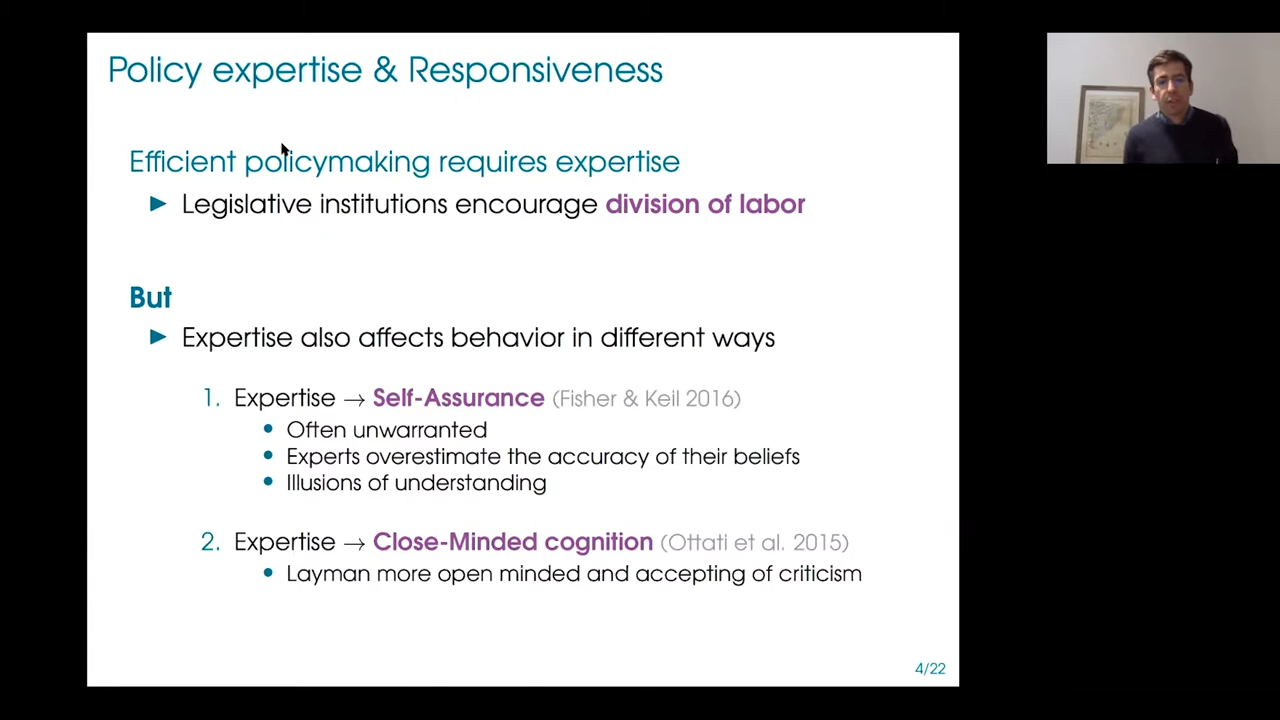 Policy expertise & Responsiveness
Efficient policymaking requires expertise
▶ Legislative institutions encourage division of labor
But
▶ Expertise also affects behavior in different ways
1. Expertise → Self-Assurance (Fisher & Keil 2016)
• Often unwarranted
• Experts overestimate the accuracy of their beliefs
• Illusions of understanding
2. Expertise → Close-Minded cognition (Ottati et al. 2015)
• Layman more open minded and accepting of criticism
4/22